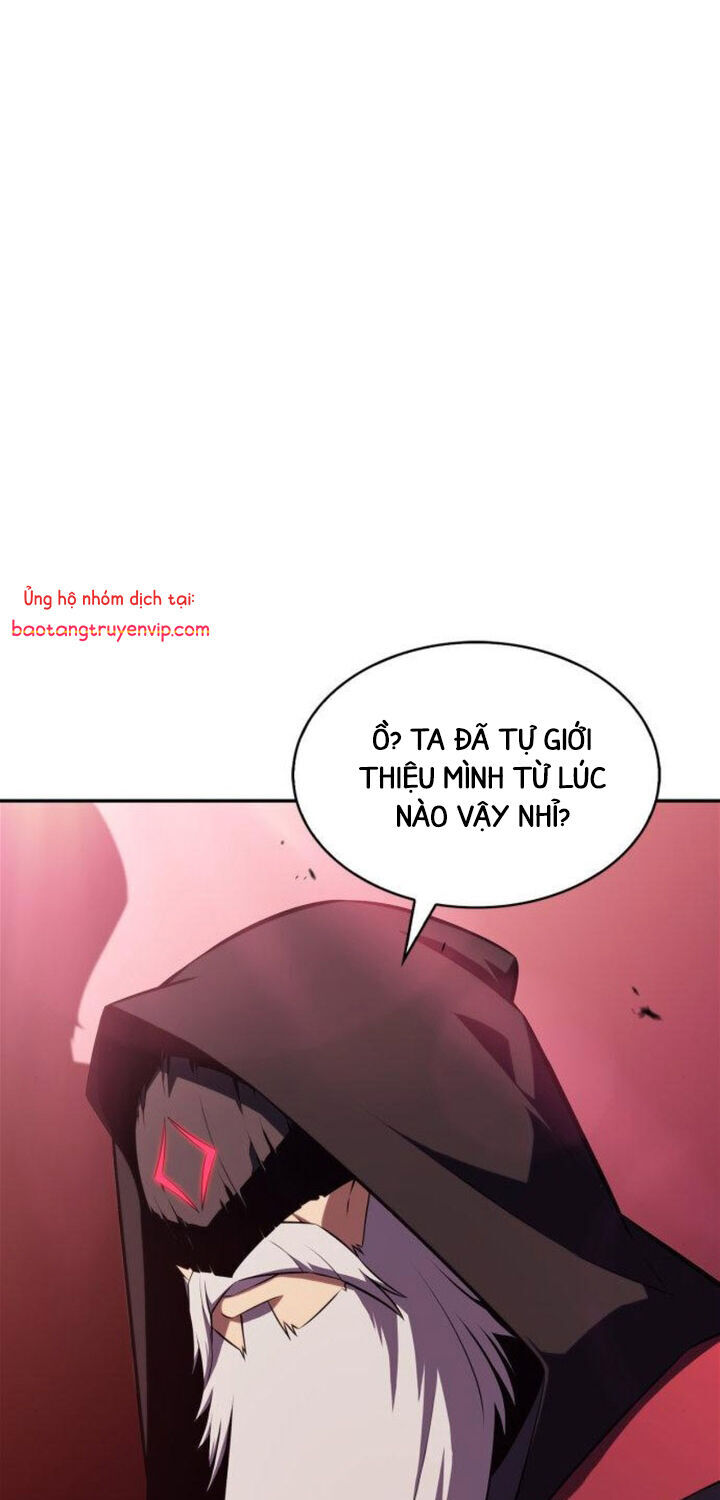 Ủng hộ nhóm dịch tại:
baotangtruyenvip.com
Ồ? TA ĐÃ TỰ GIỚI
THIỆU MÌNH TỪ LÚC
NÀO VẬY NHỈ?